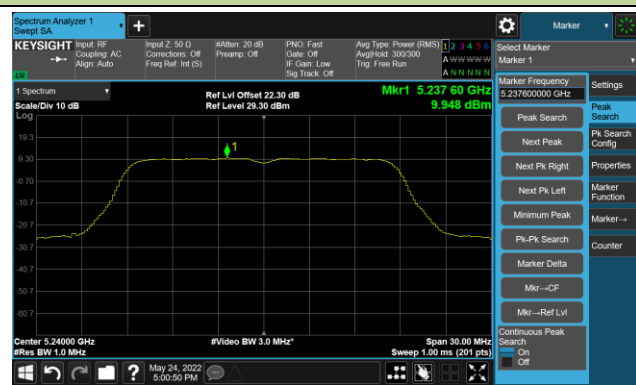 Spectrum Analyzer 1
Swept SA
+
Marker
KEYSIGHT
Input: RF
Coupling: AC
Align: Auto
Input Z: 50 Ω
Corrections: Off
Freq Ref: Int (S)
#Atten: 20 dB
Preamp: Off
PNO: Fast
Gate: Off
IF Gain: Low
Sig Track: Off
Avg Type: Power (RMS)
Avg|Hold: 300/300
Trig: Free Run
1 2 3 4 5 6
A W W W W W
A N N N N N
LW
Select Marker
Marker 1
1 Spectrum
Scale/Div 10 dB
Log
Ref Lvl Offset 22.30 dB
Ref Level 29.30 dBm
Mkr1 5.237 60 GHz
9.948 dBm
1
19.3
9.30
-0.70
-10.7
-20.7
-30.7
-40.7
-50.7
-60.7
Center 5.24000 GHz
#Res BW 1.0 MHz
#Video BW 3.0 MHz*
Span 30.00 MHz
Sweep 1.00 ms (201 pts)
Marker Frequency
5.237600000 GHz
Peak Search
Next Peak
Next Pk Right
Next Pk Left
Minimum Peak
Pk-Pk Search
Marker Delta
Mkr→CF
Mkr→Ref Lvl
Continuous Peak
Search
On
Off
Settings
Peak
Search
Pk Search
Config
Properties
Marker
Function
Marker→
Counter
?
May 24, 2022
5:00:50 PM